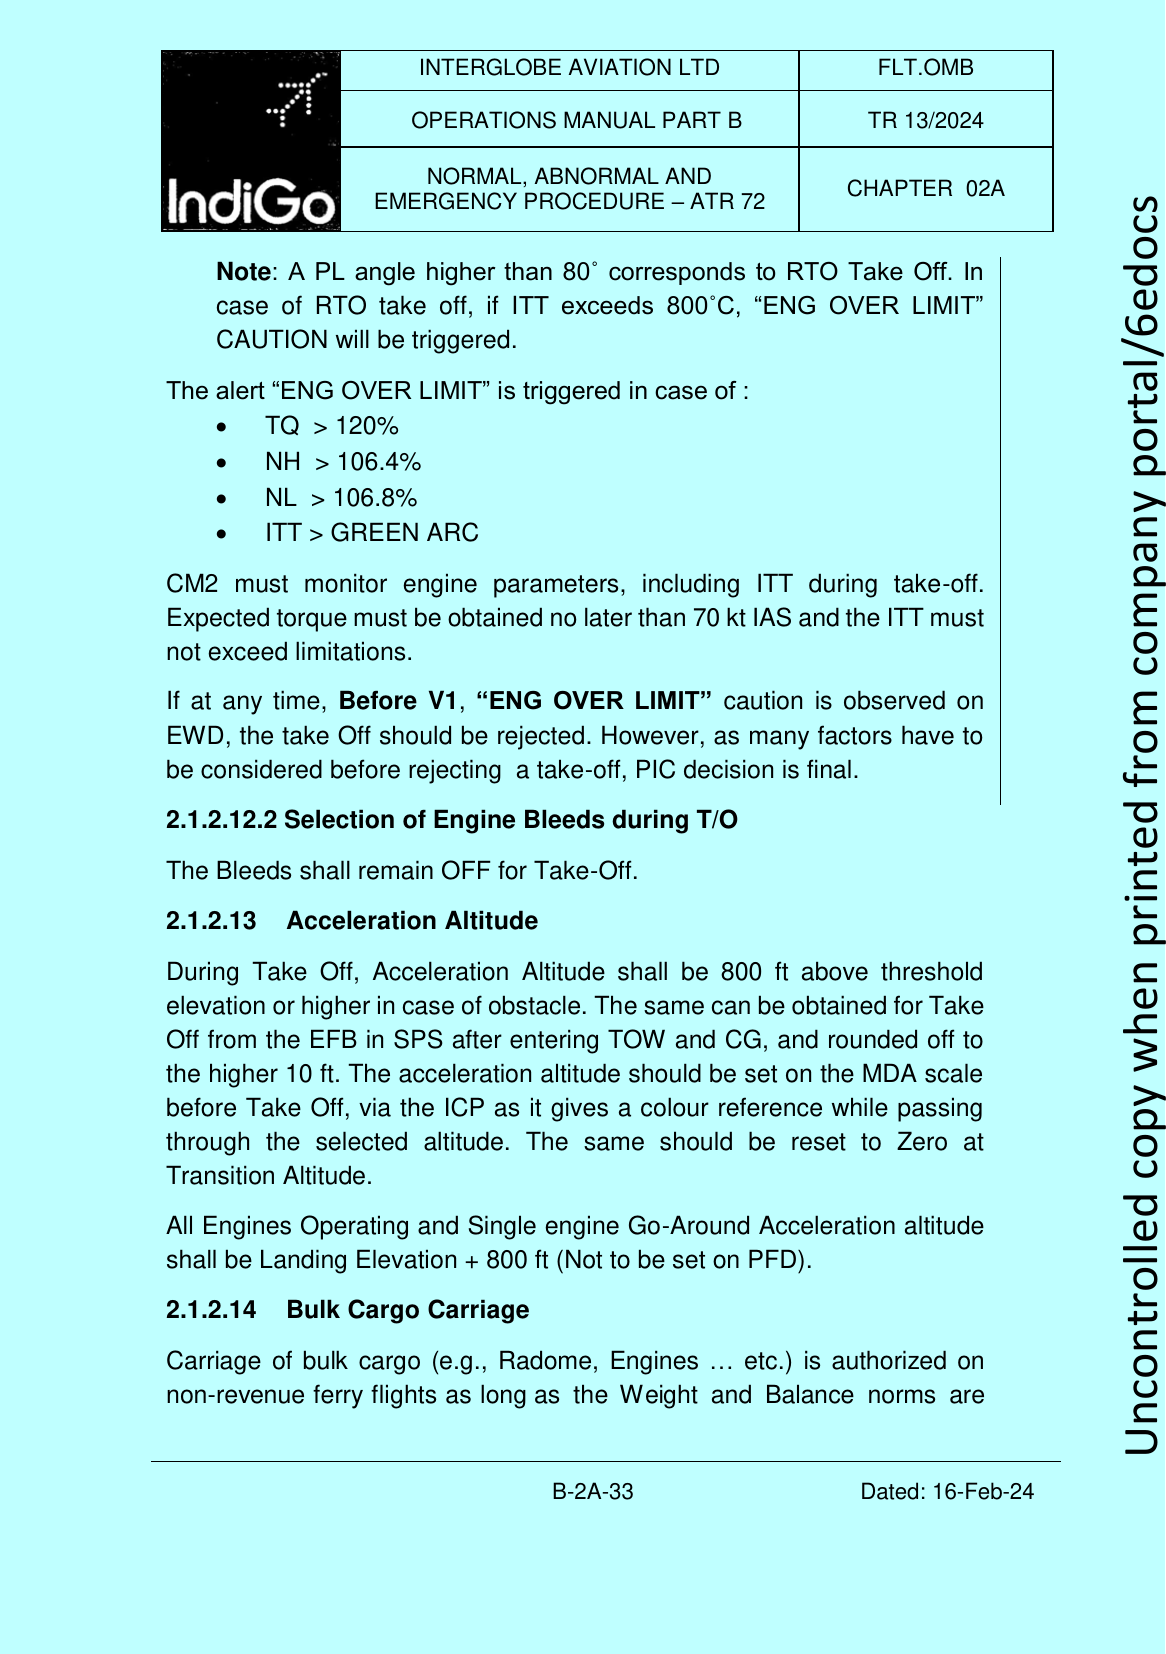 IndiGo
INTERGLOBE AVIATION LTD
FLT.OMB
OPERATIONS MANUAL PART B
TR 13/2024
NORMAL, ABNORMAL AND
EMERGENCY PROCEDURE – ATR 72
CHAPTER 02A
Note: A PL angle higher than 80˚ corresponds to RTO Take Off. In
case of RTO take off, if ITT exceeds 800˚C, “ENG OVER LIMIT”
CAUTION will be triggered.
The alert “ENG OVER LIMIT” is triggered in case of :
• TQ > 120%
• NH > 106.4%
• NL > 106.8%
• ITT > GREEN ARC
CM2 must monitor engine parameters, including ITT during take-off.
Expected torque must be obtained no later than 70 kt IAS and the ITT must
not exceed limitations.
If at any time, Before V1, “ENG OVER LIMIT” caution is observed on
EWD, the take Off should be rejected. However, as many factors have to
be considered before rejecting a take-off, PIC decision is final.
2.1.2.12.2 Selection of Engine Bleeds during T/O
The Bleeds shall remain OFF for Take-Off.
2.1.2.13 Acceleration Altitude
During Take Off, Acceleration Altitude shall be 800 ft above threshold
elevation or higher in case of obstacle. The same can be obtained for Take
Off from the EFB in SPS after entering TOW and CG, and rounded off to
the higher 10 ft. The acceleration altitude should be set on the MDA scale
before Take Off, via the ICP as it gives a colour reference while passing
through the selected altitude. The same should be reset to Zero at
Transition Altitude.
All Engines Operating and Single engine Go-Around Acceleration altitude
shall be Landing Elevation + 800 ft (Not to be set on PFD).
2.1.2.14 Bulk Cargo Carriage
Carriage of bulk cargo (e.g., Radome, Engines … etc.) is authorized on
non-revenue ferry flights as long as the Weight and Balance norms are
B-2A-33
Dated: 16-Feb-24
Uncontrolled copy when printed from company portal/6edocs